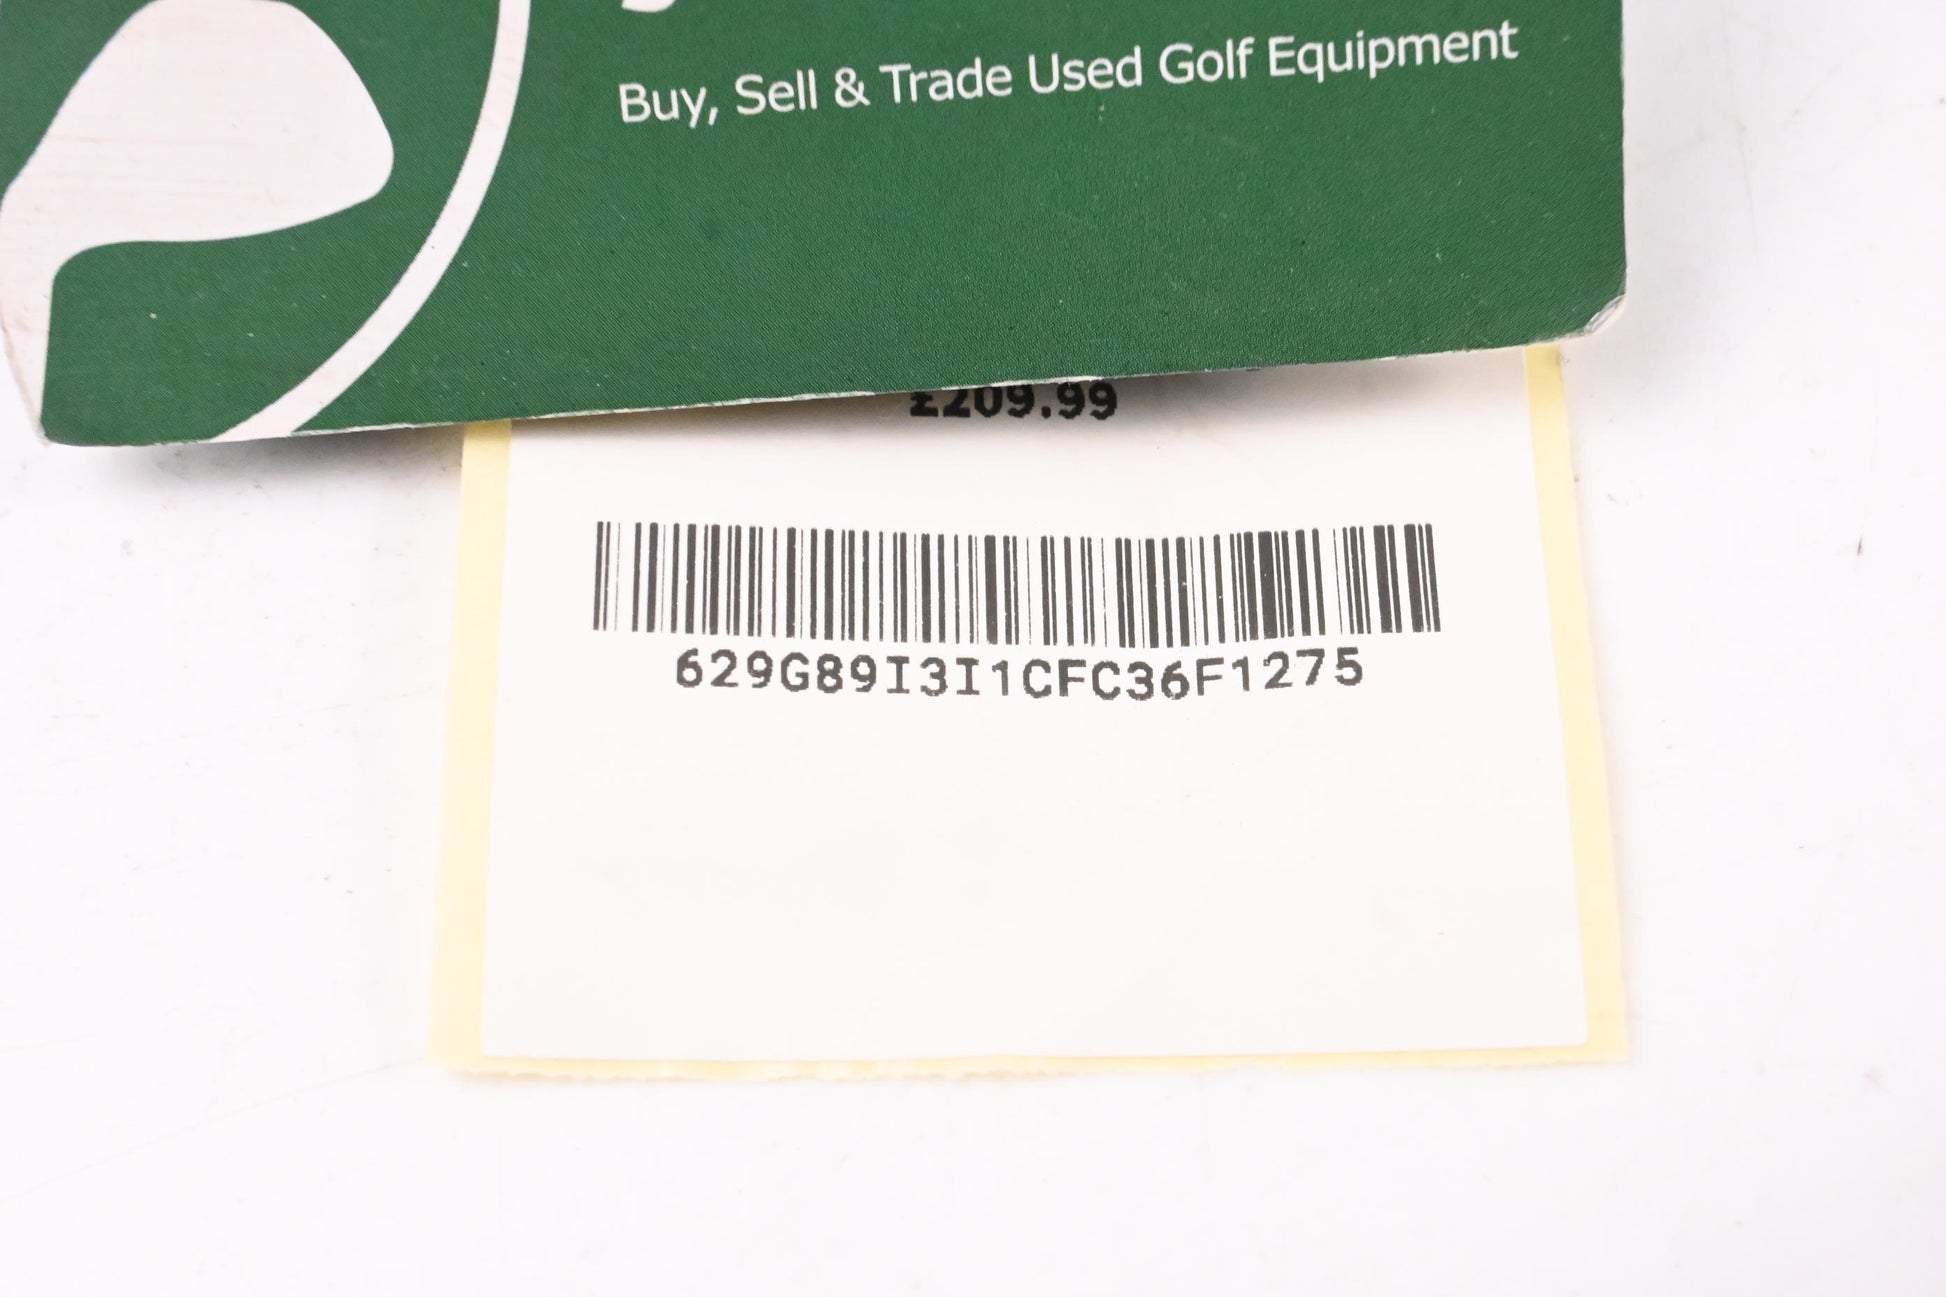 Buy, Sell & Trade Used Golf Equipment
£209.99
629G89I3I1CFC36F1275